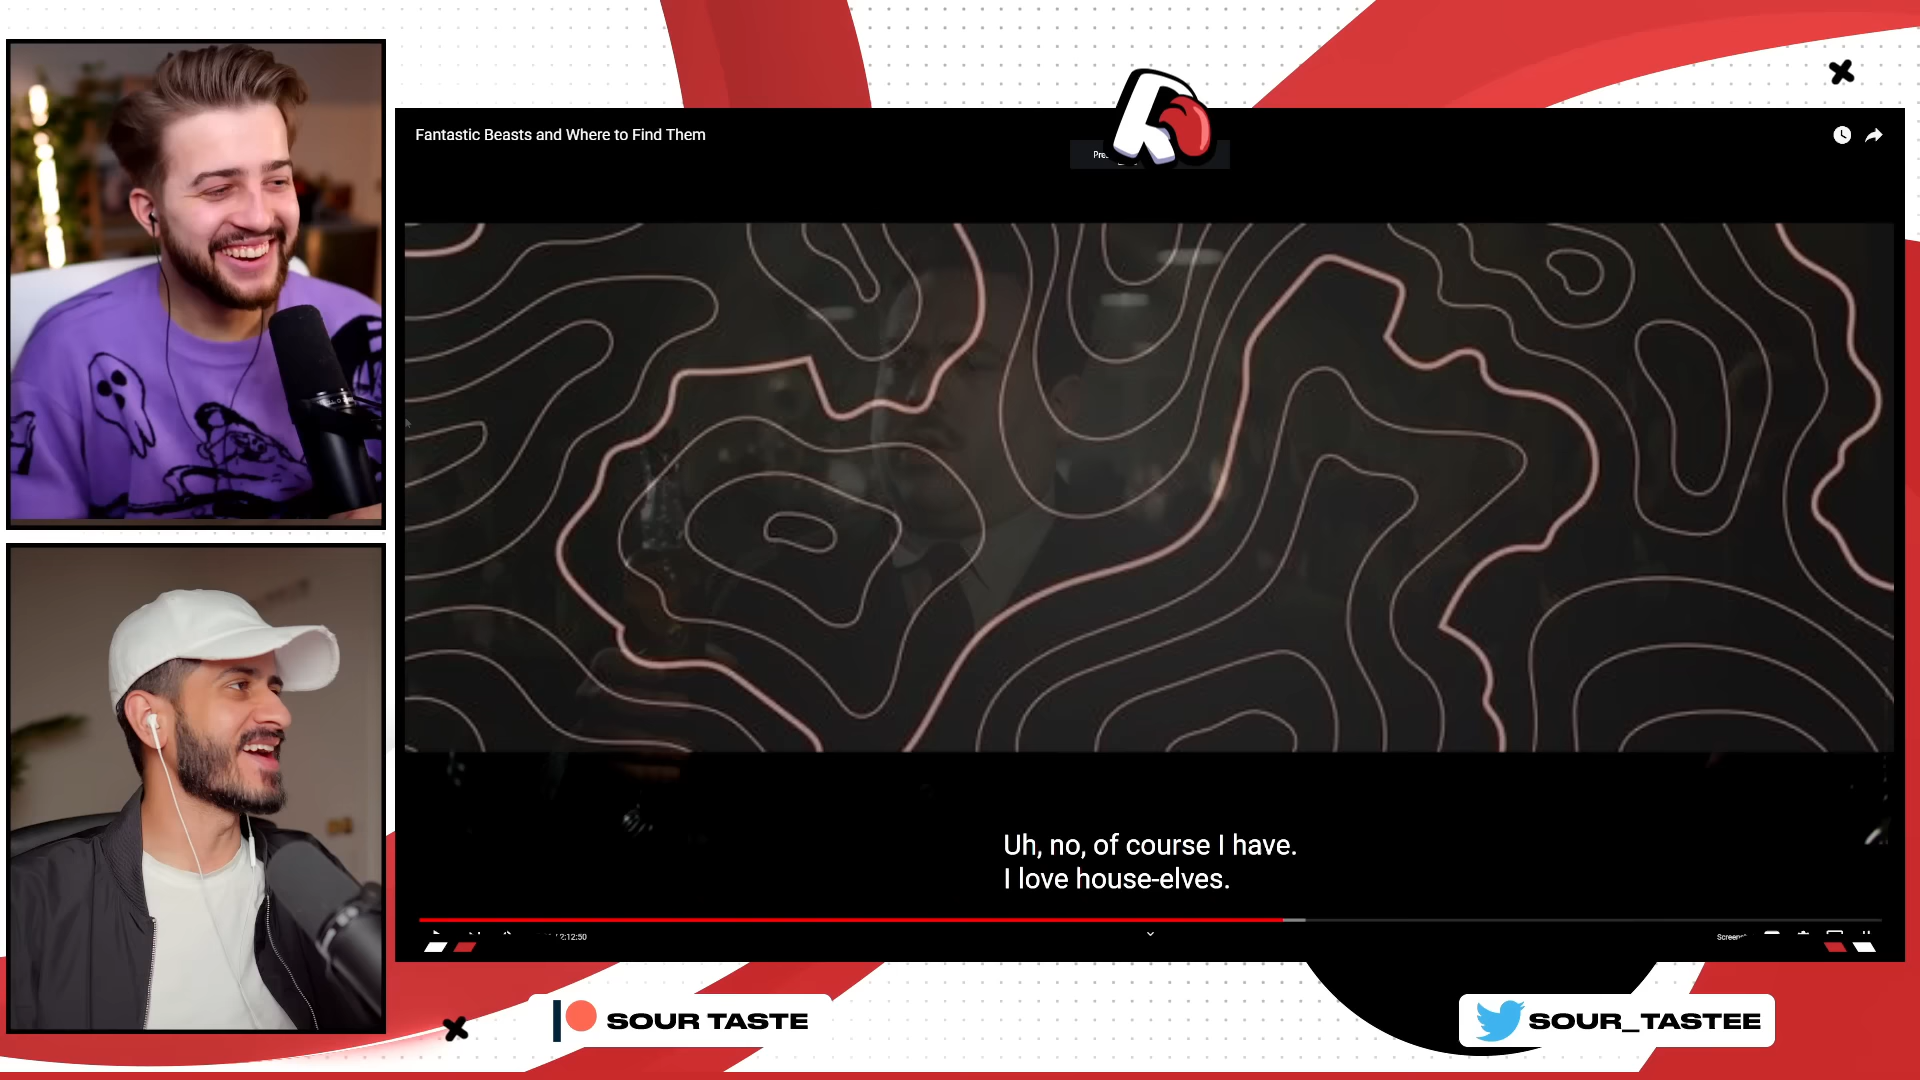 Fantastic Beasts and Where to Find Them
Uh, no, of course I have.
I love house-elves.
2:12:50
SOUR TASTE
SOUR_TASTEE